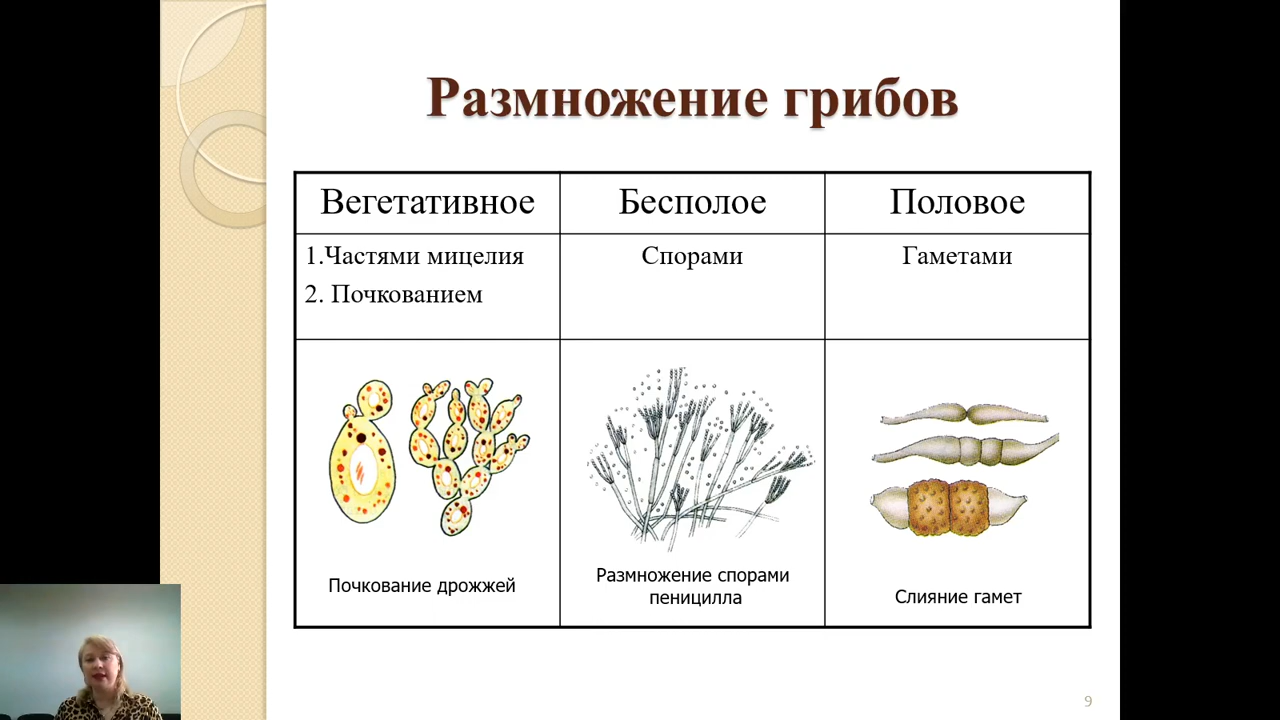 Размножение грибов
Вегетативное
Бесполое
Половое
1.Частями мицелия
2. Почкованием
Спорами
Гаметами
Почкование дрожжей
Размножение спорами
пеницилла
Слияние гамет
9